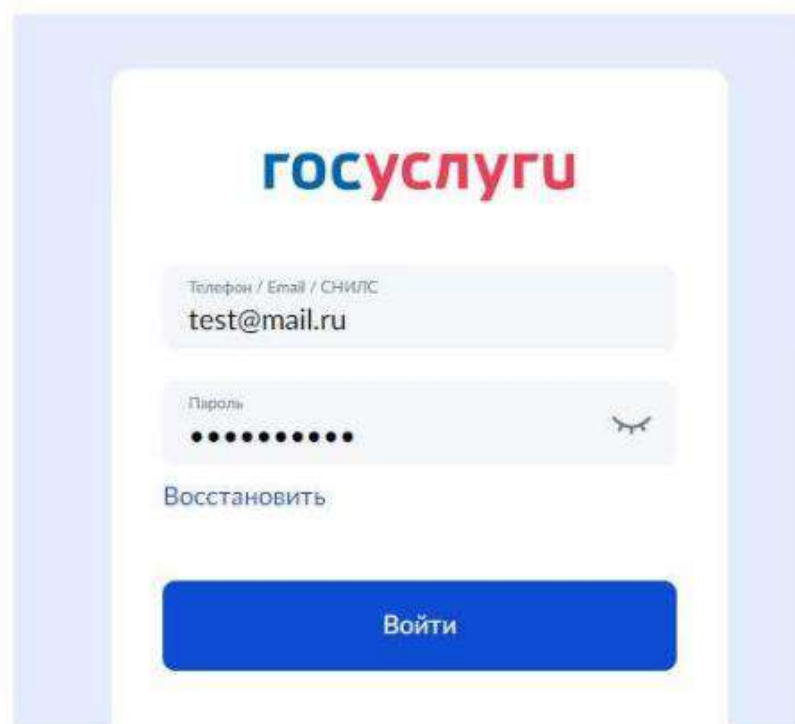 госуслуги
Телефон / Email / СНИЛС
test@mail.ru
Пароль
••••••••••
Восстановить
Войти